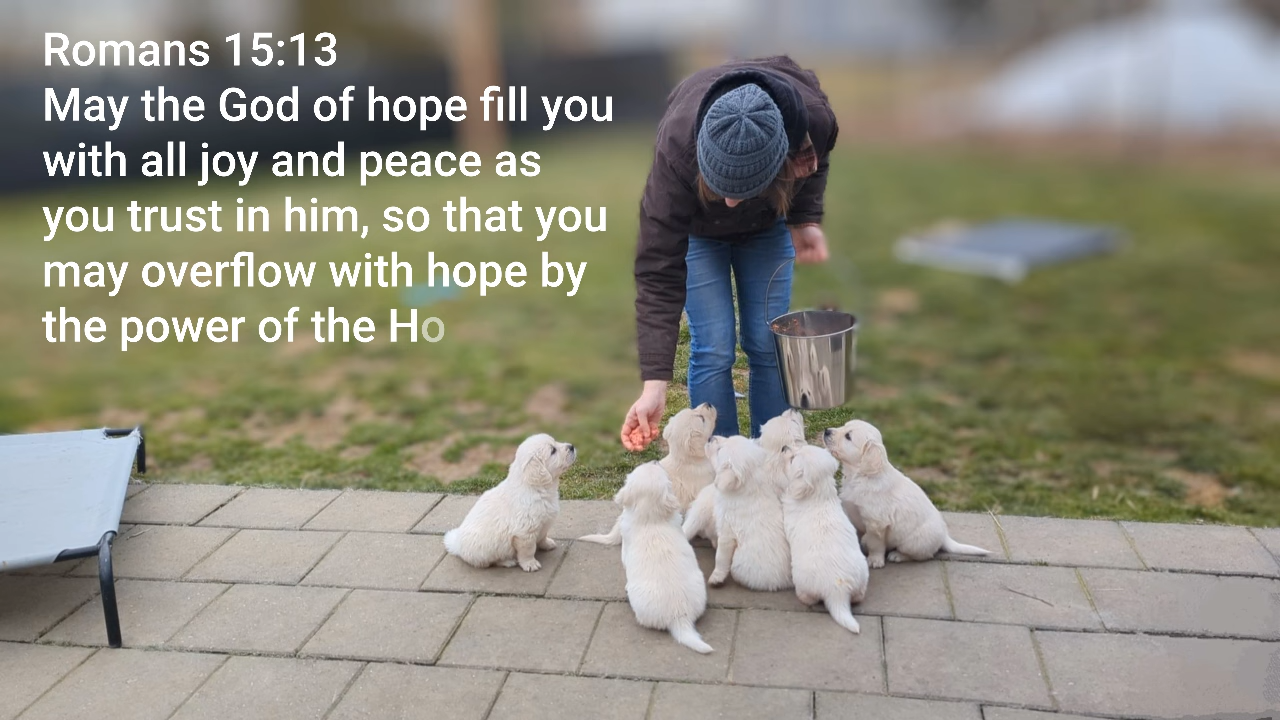 Romans 15:13
May the God of hope fill you
with all joy and peace as
you trust in him, so that you
may overflow with hope by
the power of the Ho